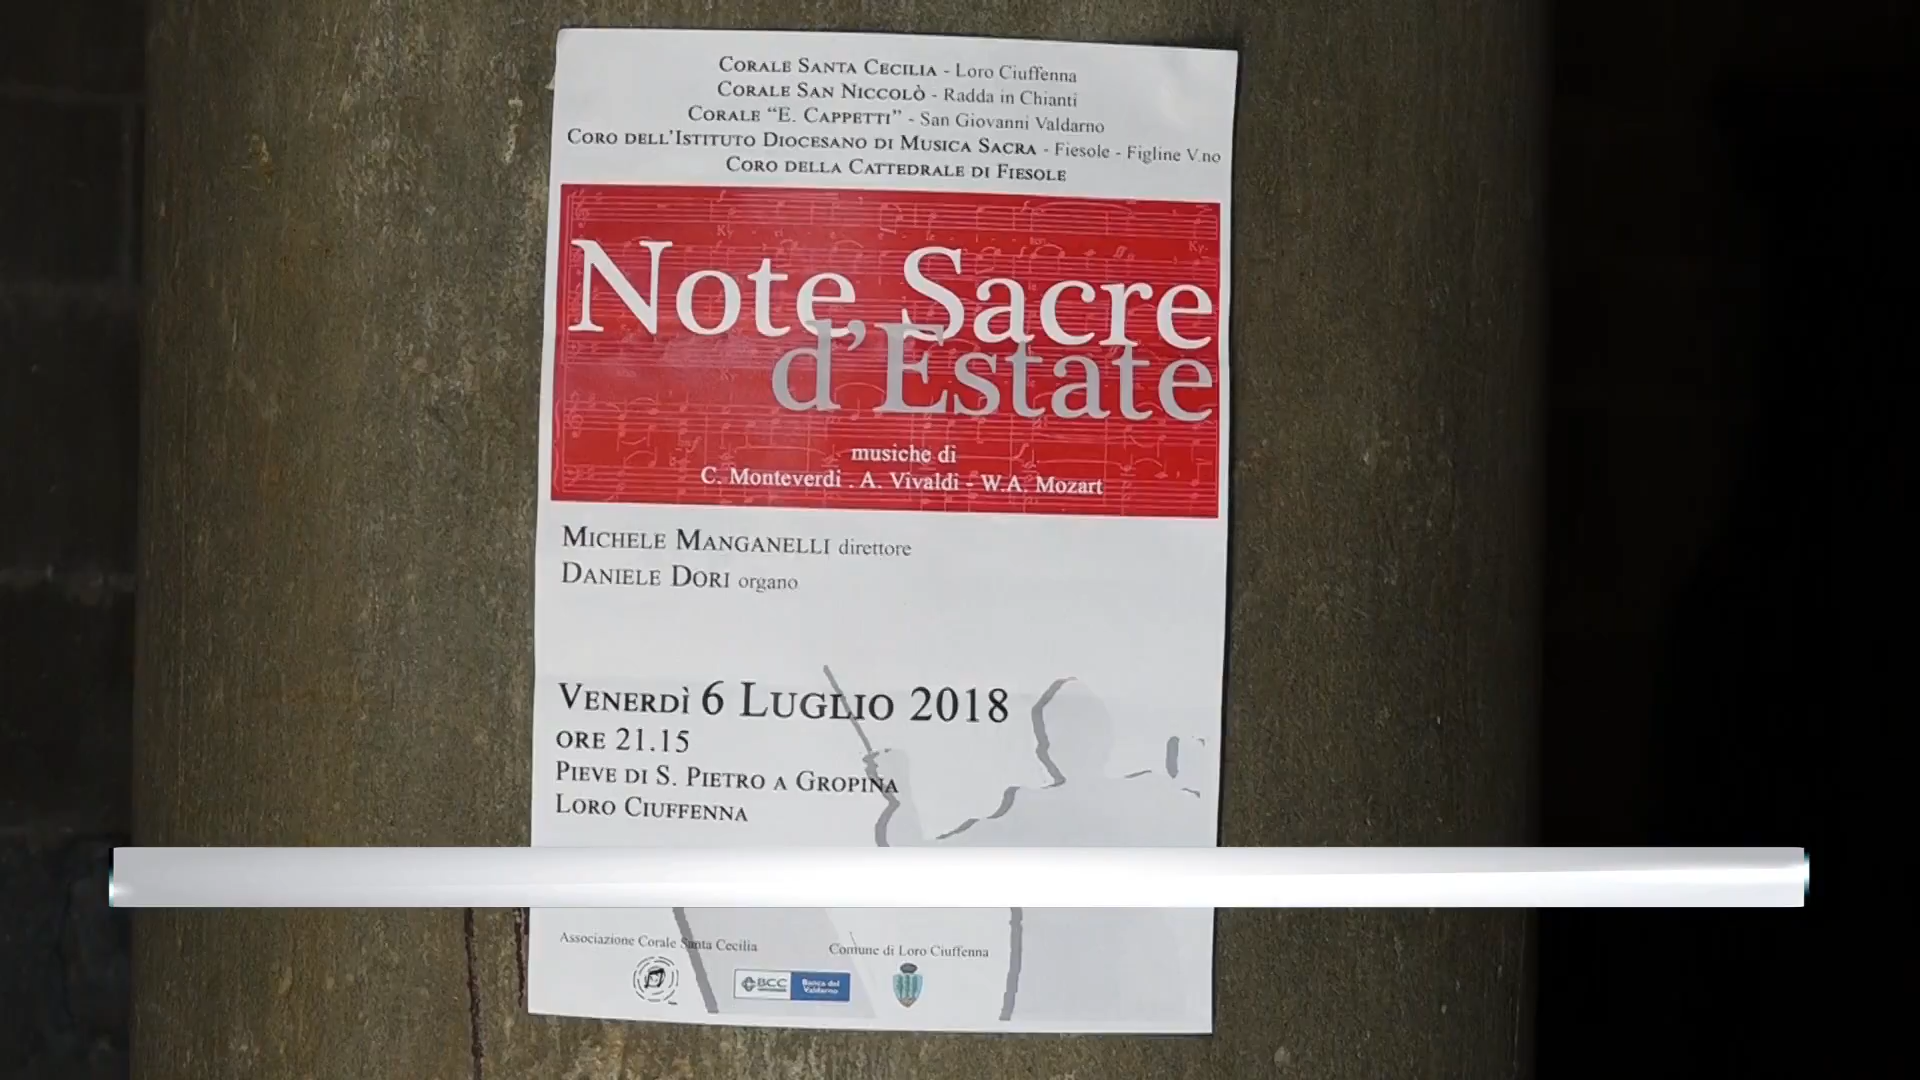 CORALE SANTA CECILIA - Loro Ciuffenna
CORALE SAN NICCOLÒ - Radda in Chianti
CORALE “E. CAPPETTI” - San Giovanni Valdarno
CORO DELL'ISTITUTO DIOCESANO DI MUSICA SACRA - Fiesole - Figline V.no
CORO DELLA CATTEDRALE DI FIESOLE
NOTE SACRE
d'Estate
musiche di
C. Monteverdi . A. Vivaldi - W.A. Mozart
MICHELE MANGANELLI direttore
DANIELE DORI organo
VENERDÌ 6 LUGLIO 2018
ORE 21.15
PIEVE DI S. PIETRO A GROPINA
LORO CIUFFENNA
Associazione Corale Santa Cecilia
Comune di Loro Ciuffenna
BCC Banca del
Valdarno